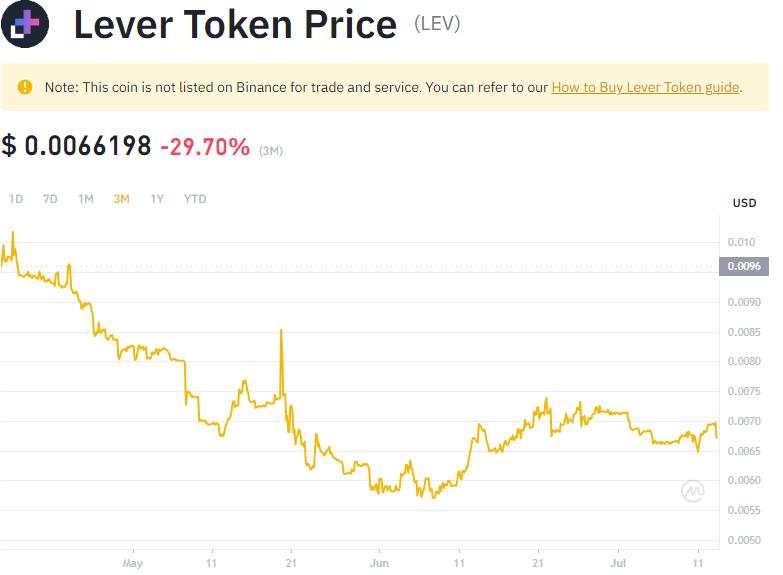 Lever Token Price (LEV)
Note: This coin is not listed on Binance for trade and service. You can refer to our How to Buy Lever Token guide.
$ 0.0066198 -29.70% (3M)
1D 7D 1M 3M 1Y YTD
USD
0.010
0.0096
0.0090
0.0085
0.0080
0.0075
0.0070
0.0065
0.0060
0.0055
0.0050
May 11 21 Jun 11 21 Jul 11